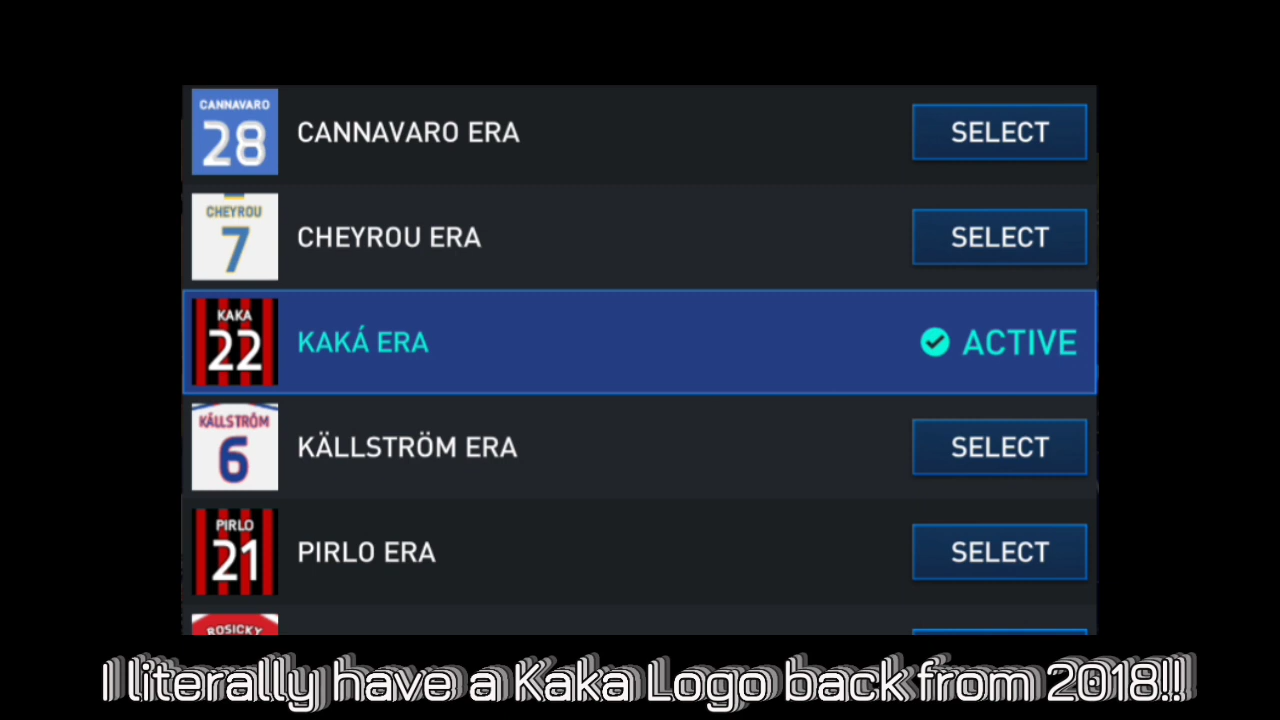 CANNAVARO
28
CANNAVARO ERA
SELECT
CHEYROU
7
CHEYROU ERA
SELECT
KAKA
22
KAKÁ ERA
ACTIVE
KÄLLSTRÖM
6
KÄLLSTRÖM ERA
SELECT
PIRLO
21
PIRLO ERA
SELECT
ROSICKY
I literally have a Kaka Logo back from 2018!!